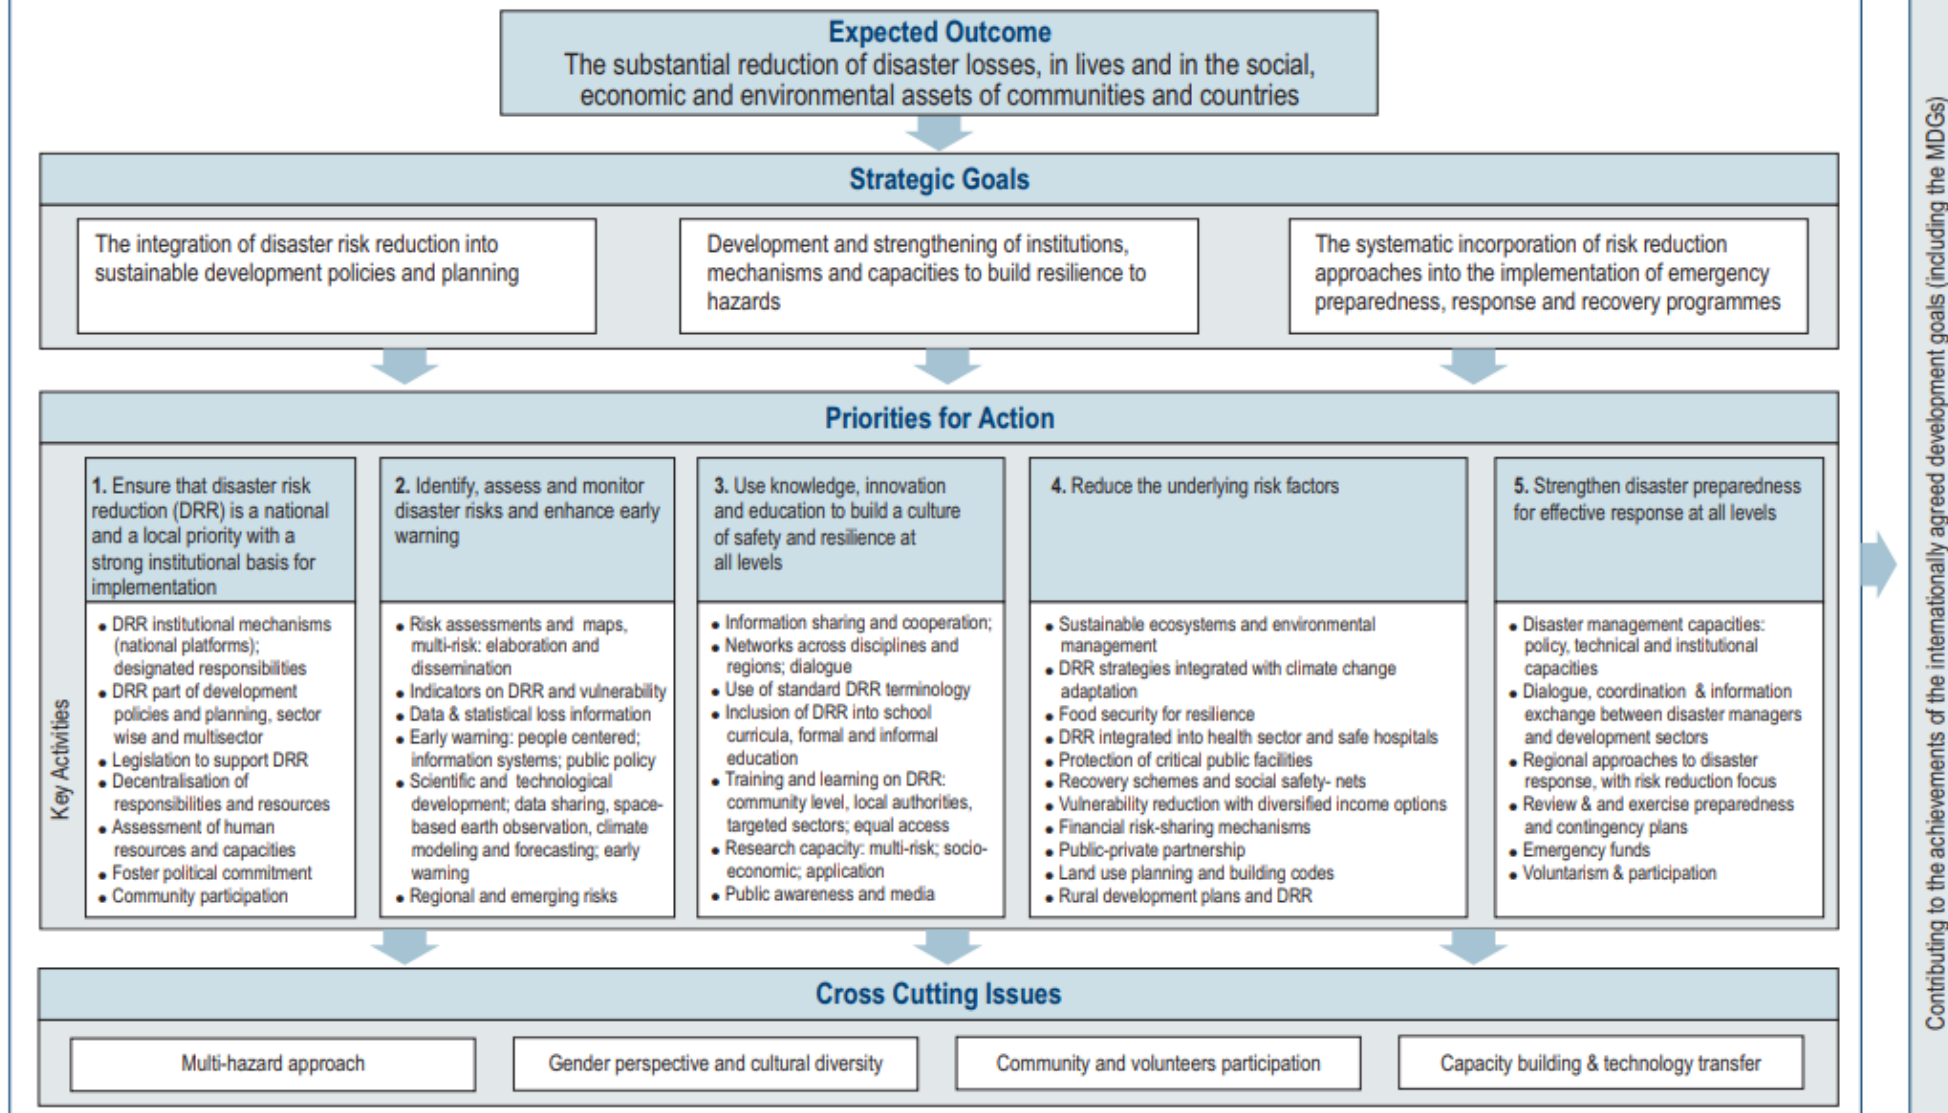 Expected Outcome
The substantial reduction of disaster losses, in lives and in the social,
economic and environmental assets of communities and countries
Strategic Goals
The integration of disaster risk reduction into
sustainable development policies and planning
Development and strengthening of institutions,
mechanisms and capacities to build resilience to
hazards
The systematic incorporation of risk reduction
approaches into the implementation of emergency
preparedness, response and recovery programmes
Priorities for Action
Key Activities
1. Ensure that disaster risk
reduction (DRR) is a national
and a local priority with a
strong institutional basis for
implementation
• DRR institutional mechanisms
(national platforms);
designated responsibilities
• DRR part of development
policies and planning, sector
wise and multisector
• Legislation to support DRR
• Decentralisation of
responsibilities and resources
• Assessment of human
resources and capacities
• Foster political commitment
• Community participation
2. Identify, assess and monitor
disaster risks and enhance early
warning
• Risk assessments and maps,
multi-risk: elaboration and
dissemination
• Indicators on DRR and vulnerability
• Data & statistical loss information
• Early warning: people centered;
information systems; public policy
• Scientific and technological
development; data sharing, space-
based earth observation, climate
modeling and forecasting; early
warning
• Regional and emerging risks
3. Use knowledge, innovation
and education to build a culture
of safety and resilience at
all levels
• Information sharing and cooperation;
• Networks across disciplines and
regions; dialogue
• Use of standard DRR terminology
• Inclusion of DRR into school
curricula, formal and informal
education
• Training and learning on DRR:
community level, local authorities,
targeted sectors; equal access
• Research capacity: multi-risk; socio-
economic; application
• Public awareness and media
4. Reduce the underlying risk factors
• Sustainable ecosystems and environmental
management
• DRR strategies integrated with climate change
adaptation
• Food security for resilience
• DRR integrated into health sector and safe hospitals
• Protection of critical public facilities
• Recovery schemes and social safety- nets
• Vulnerability reduction with diversified income options
• Financial risk-sharing mechanisms
• Public-private partnership
• Land use planning and building codes
• Rural development plans and DRR
5. Strengthen disaster preparedness
for effective response at all levels
• Disaster management capacities:
policy, technical and institutional
capacities
• Dialogue, coordination & information
exchange between disaster managers
and development sectors
• Regional approaches to disaster
response, with risk reduction focus
• Review & and exercise preparedness
and contingency plans
• Emergency funds
• Voluntarism & participation
Cross Cutting Issues
Multi-hazard approach
Gender perspective and cultural diversity
Community and volunteers participation
Capacity building & technology transfer
Contributing to the achievements of the internationally agreed development goals (including the MDGs)